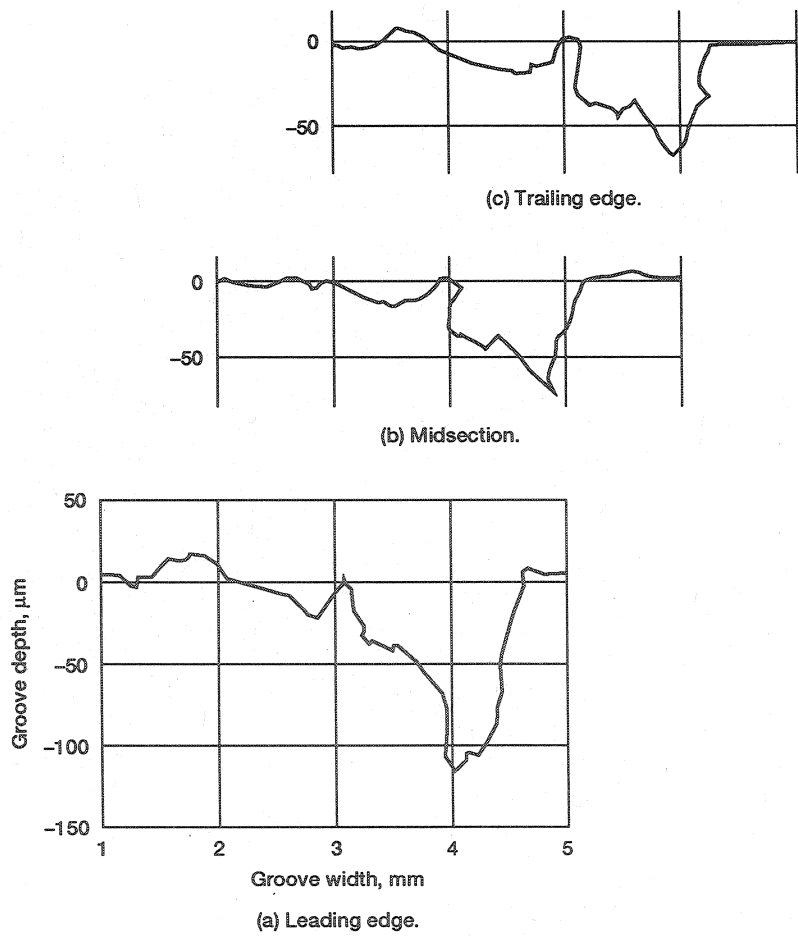 0
−50
(c) Trailing edge.
0
−50
(b) Midsection.
50
0
−50
−100
−150
Groove depth, μm
1 2 3 4 5
Groove width, mm
(a) Leading edge.